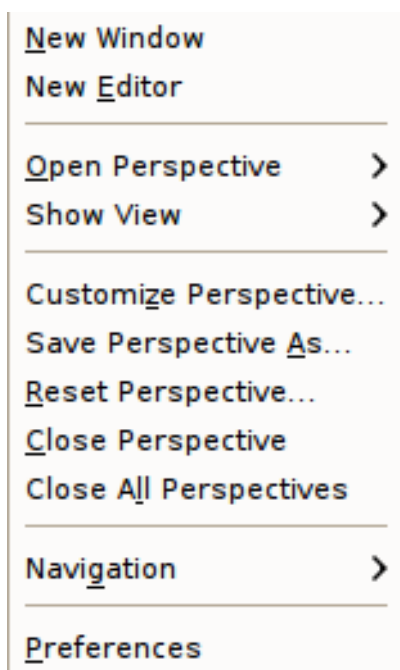 New Window
New Editor
Open Perspective
Show View
Customize Perspective...
Save Perspective As...
Reset Perspective...
Close Perspective
Close All Perspectives
Navigation
Preferences